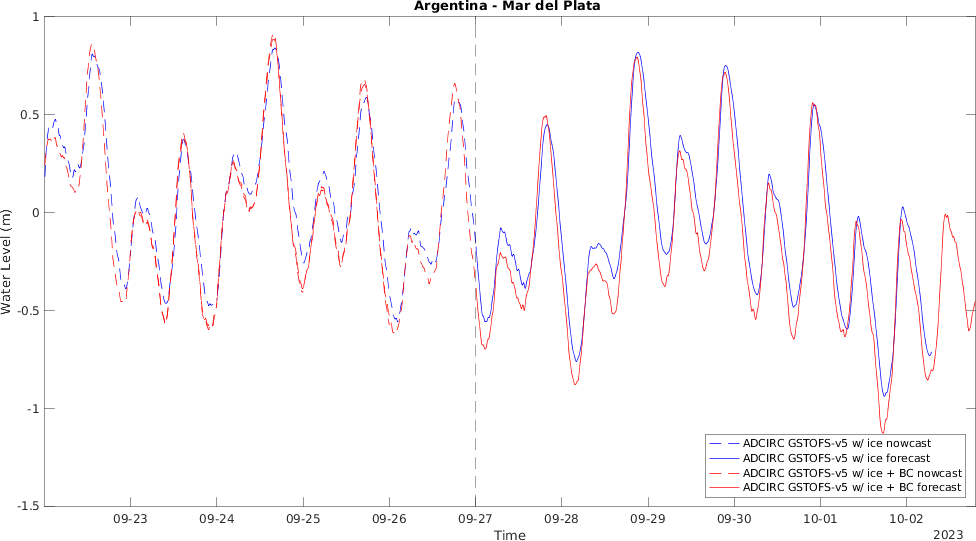 Argentina - Mar del Plata
1
0.5
0
-0.5
-1
-1.5
Water Level (m)
ADCIRC GSTOFS-v5 w/ ice nowcast
ADCIRC GSTOFS-v5 w/ ice forecast
ADCIRC GSTOFS-v5 w/ ice + BC nowcast
ADCIRC GSTOFS-v5 w/ ice + BC forecast
09-23 09-24 09-25 09-26 09-27 09-28 09-29 09-30 10-01 10-02
Time
2023